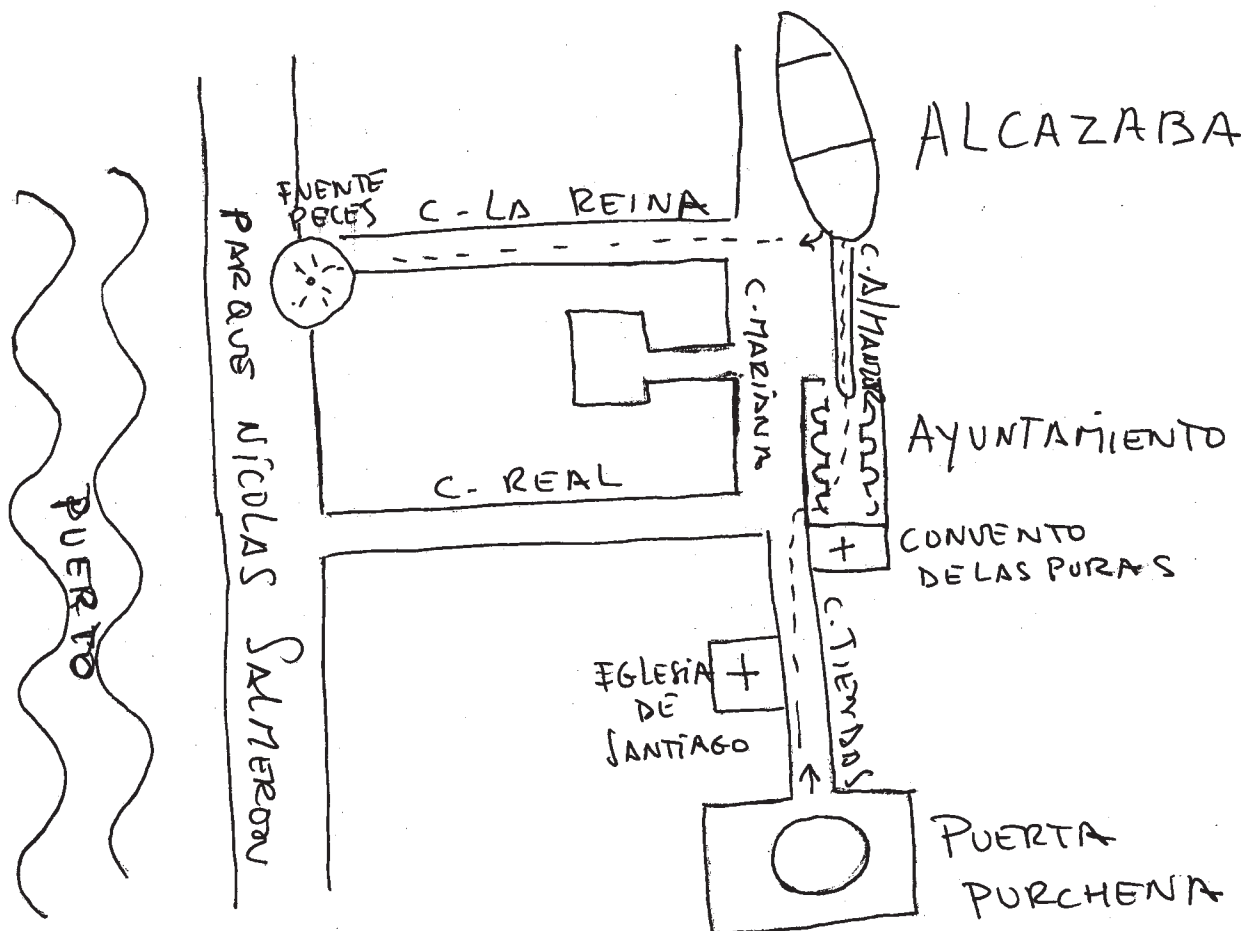 ALCAZABA
FUENTE
PECES
C. LA REINA
PARQUE NICOLAS SALMERON
C. ALMANZOR
C. MARIANA
AYUNTAMIENTO
C. REAL
PUERTO
CONVENTO
DE LAS PURAS
C. TIENDAS
IGLESIA
DE
SANTIAGO
PUERTA
PURCHENA